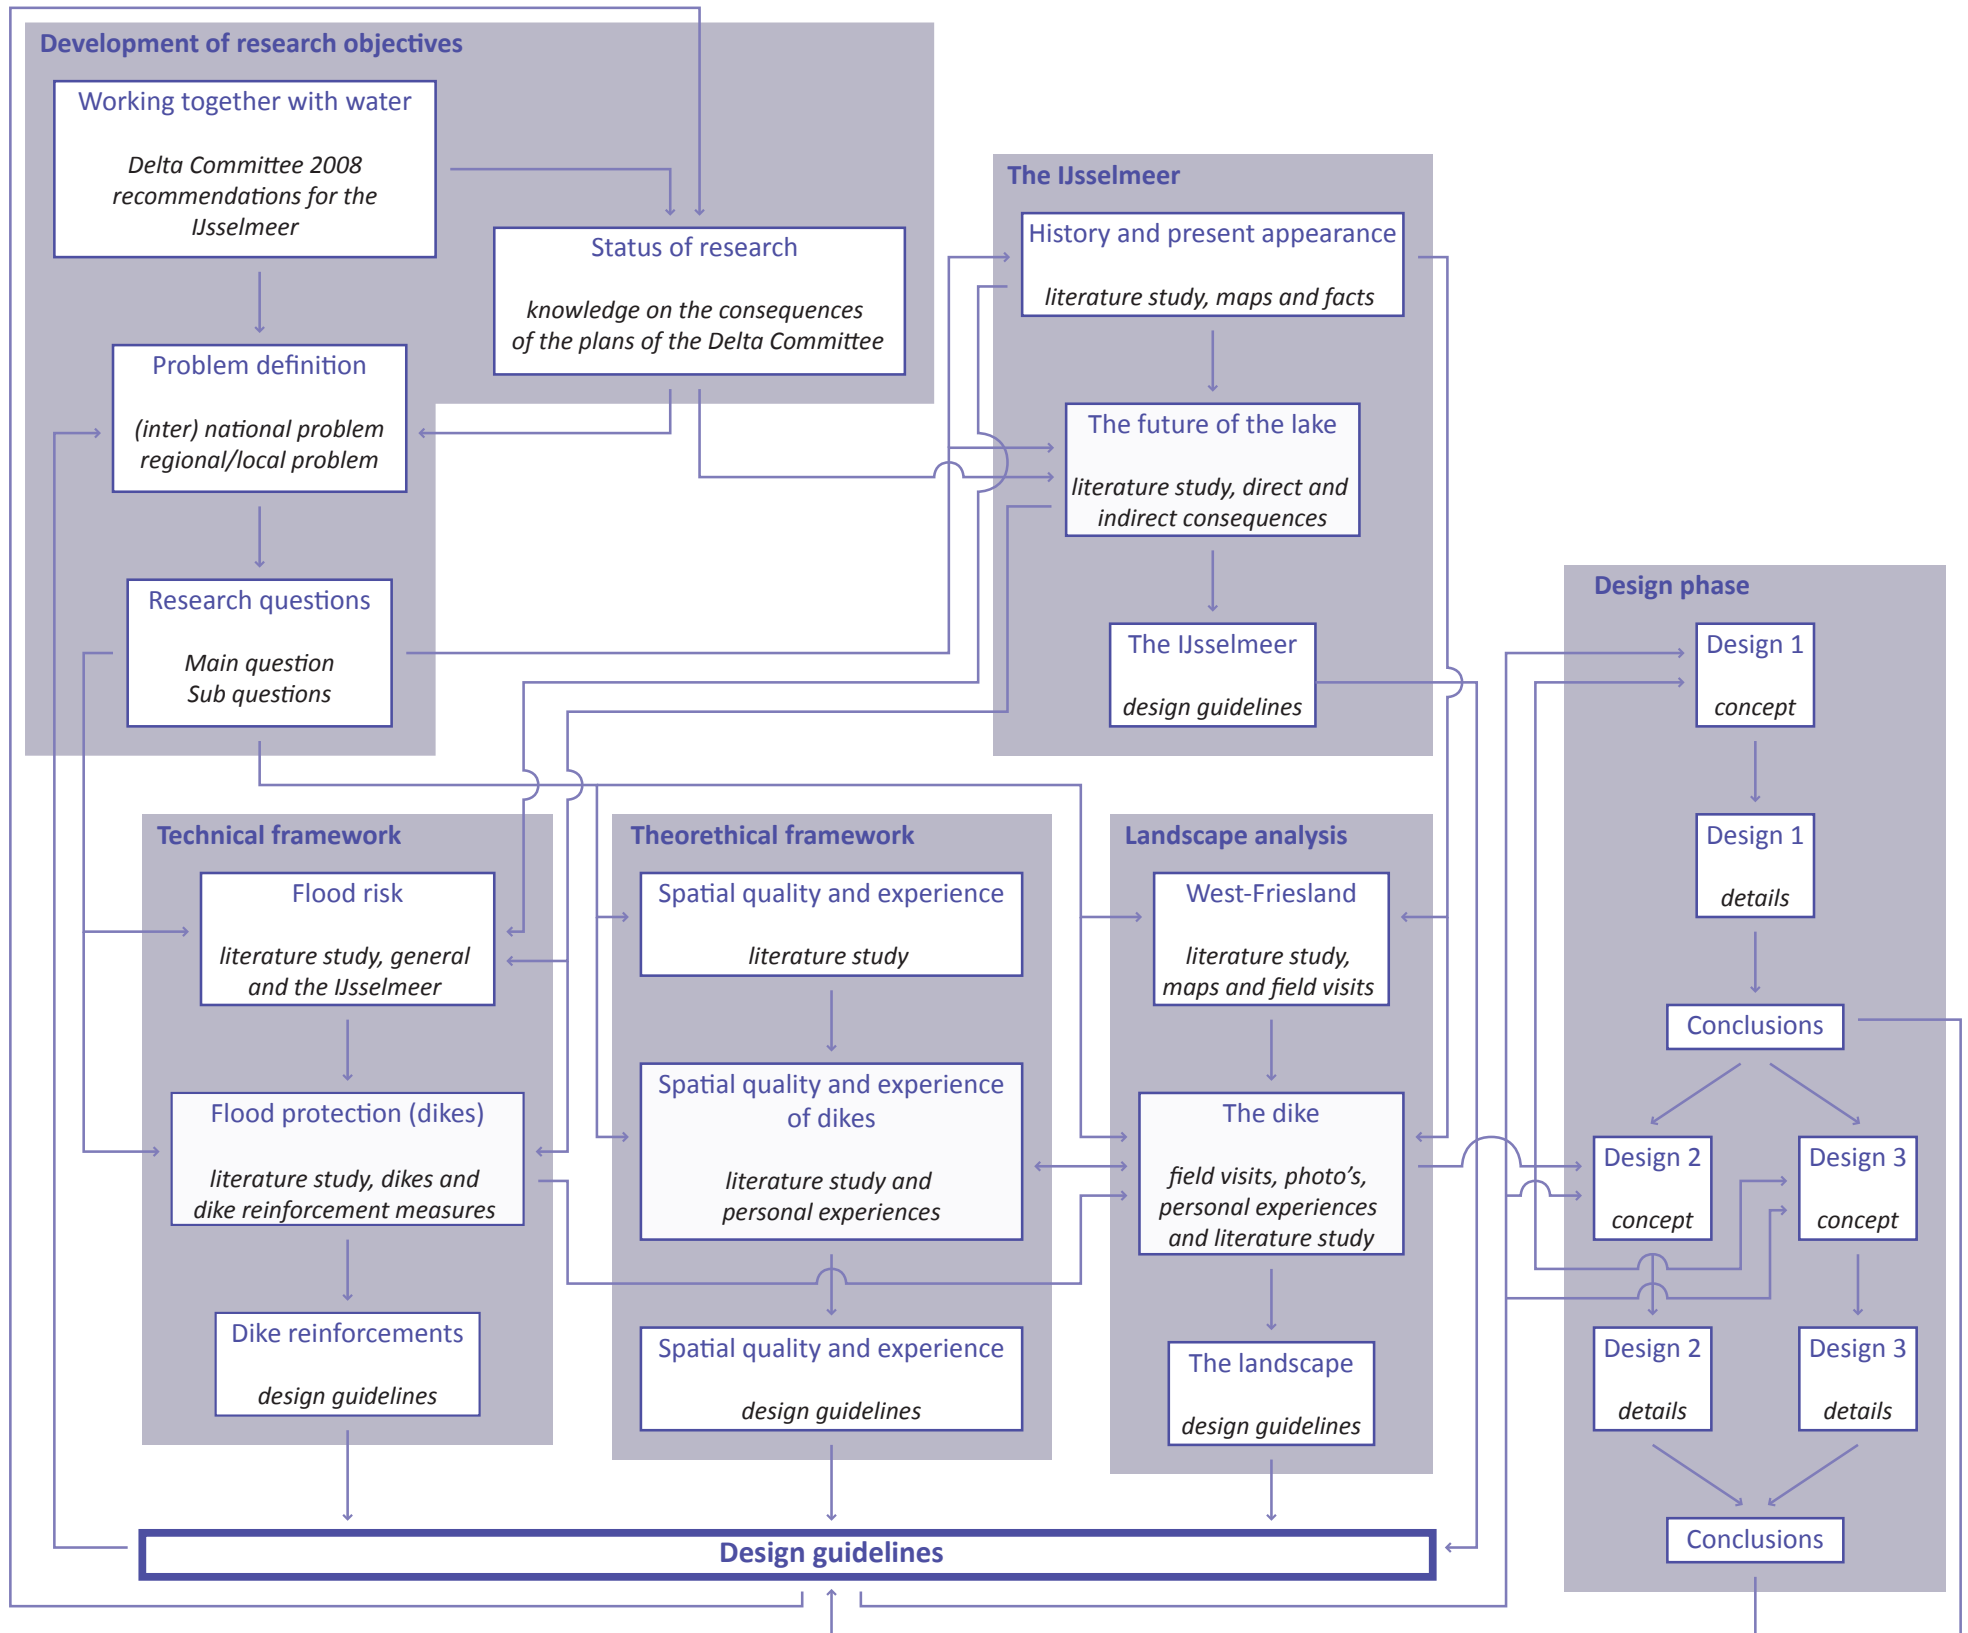 Development of research objectives
Working together with water
Delta Committee 2008
recommendations for the
IJsselmeer
Status of research
knowledge on the consequences
of the plans of the Delta Committee
Problem definition
(inter) national problem
regional/local problem
Research questions
Main question
Sub questions
The IJsselmeer
History and present appearance
literature study, maps and facts
The future of the lake
literature study, direct and
indirect consequences
The IJsselmeer
design guidelines
Technical framework
Flood risk
literature study, general
and the IJsselmeer
Flood protection (dikes)
literature study, dikes and
dike reinforcement measures
Dike reinforcements
design guidelines
Theorethical framework
Spatial quality and experience
literature study
Spatial quality and experience
of dikes
literature study and
personal experiences
Spatial quality and experience
design guidelines
Landscape analysis
West-Friesland
literature study,
maps and field visits
The dike
field visits, photo's,
personal experiences
and literature study
The landscape
design guidelines
Design phase
Design 1
concept
Design 1
details
Conclusions
Design 2
concept
Design 3
concept
Design 2
details
Design 3
details
Conclusions
Design guidelines